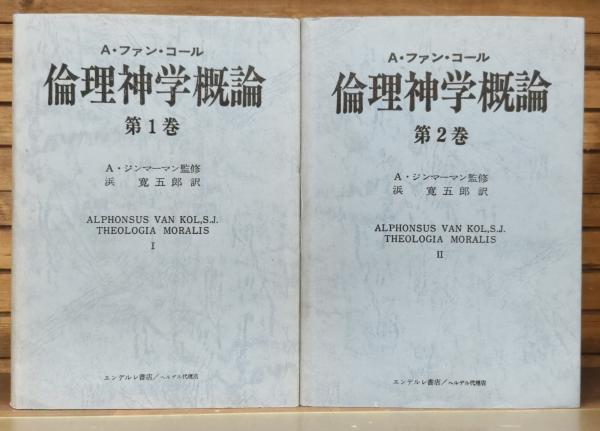 A・ファン・コール
倫理神学概論
第1巻
A・ジンマーマン監修
浜 寛五郎 訳
ALPHONSUS VAN KOL,S.J.
THEOLOGIA MORALIS
I
エンデルレ書店/ヘルデル代理店
A・ファン・コール
倫理神学概論
第2巻
A・ジンマーマン監修
浜 寛五郎 訳
ALPHONSUS VAN KOL,S.J.
THEOLOGIA MORALIS
II
エンデルレ書店/ヘルデル代理店